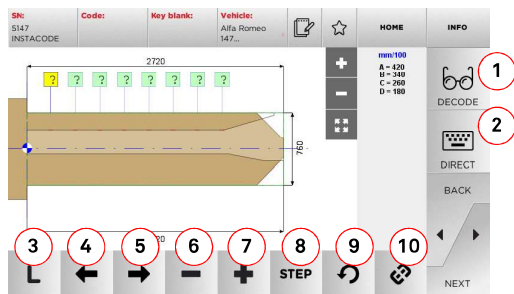 SN:
5147
INSTACODE
Code:
Key blank:
Vehicle:
Alfa Romeo
147...
HOME
INFO
2720
? ? ? ? ? ? ? ?
760
mm/100
A = 420
B = 340
C = 260
D = 180
1
DECODE
2
DIRECT
BACK
NEXT
3
4
5
6
7
8
9
10
20
L
STEP